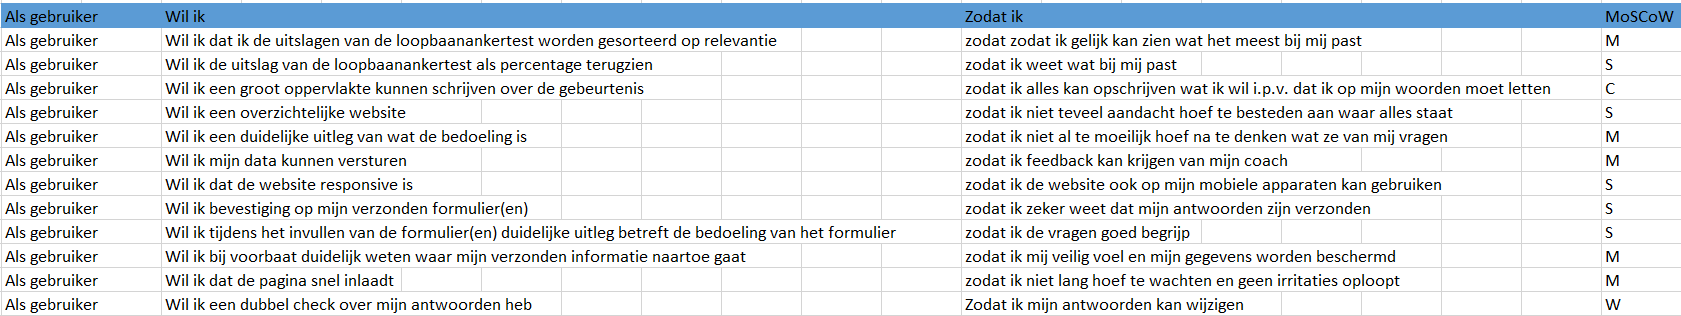 Als gebruiker Wil ik Zodat ik MoSCoW
Als gebruiker Wil ik dat ik de uitslagen van de loopbaanankertest worden gesorteerd op relevantie zodat zodat ik gelijk kan zien wat het meest bij mij past M
Als gebruiker Wil ik de uitslag van de loopbaanankertest als percentage terugzien zodat ik weet wat bij mij past S
Als gebruiker Wil ik een groot oppervlakte kunnen schrijven over de gebeurtenis zodat ik alles kan opschrijven wat ik wil i.p.v. dat ik op mijn woorden moet letten C
Als gebruiker Wil ik een overzichtelijke website zodat ik niet teveel aandacht hoef te besteden aan waar alles staat S
Als gebruiker Wil ik een duidelijke uitleg van wat de bedoeling is zodat ik niet al te moeilijk hoef na te denken wat ze van mij vragen M
Als gebruiker Wil ik mijn data kunnen versturen zodat ik feedback kan krijgen van mijn coach M
Als gebruiker Wil ik dat de website responsive is zodat ik de website ook op mijn mobiele apparaten kan gebruiken S
Als gebruiker Wil ik bevestiging op mijn verzonden formulier(en) zodat ik zeker weet dat mijn antwoorden zijn verzonden S
Als gebruiker Wil ik tijdens het invullen van de formulier(en) duidelijke uitleg betreft de bedoeling van het formulier zodat ik de vragen goed begrijp S
Als gebruiker Wil ik bij voorbaat duidelijk weten waar mijn verzonden informatie naartoe gaat zodat ik mij veilig voel en mijn gegevens worden beschermd M
Als gebruiker Wil ik dat de pagina snel inlaadt zodat ik niet lang hoef te wachten en geen irritaties oploopt M
Als gebruiker Wil ik een dubbel check over mijn antwoorden heb Zodat ik mijn antwoorden kan wijzigen W